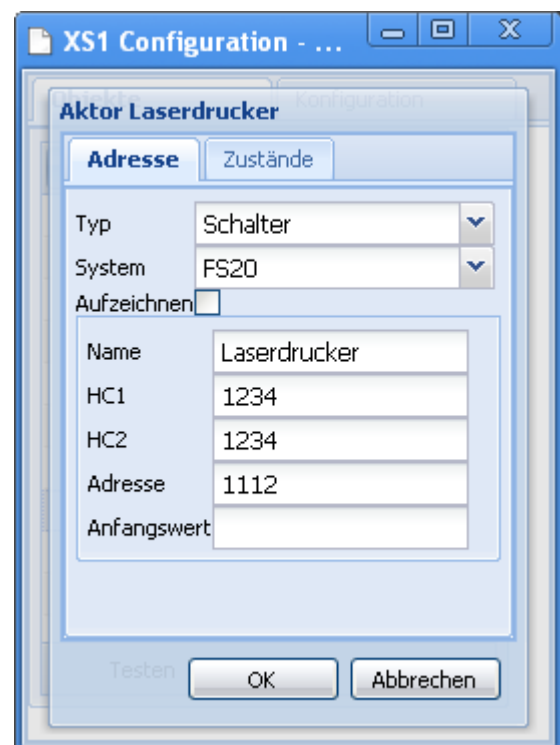 XS1 Configuration - ...
Objekte Konfiguration
Aktor Laserdrucker
Adresse Zustände
Typ Schalter
System FS20
Aufzeichnen
Name Laserdrucker
HC1 1234
HC2 1234
Adresse 1112
Anfangswert
Testen
OK Abbrechen